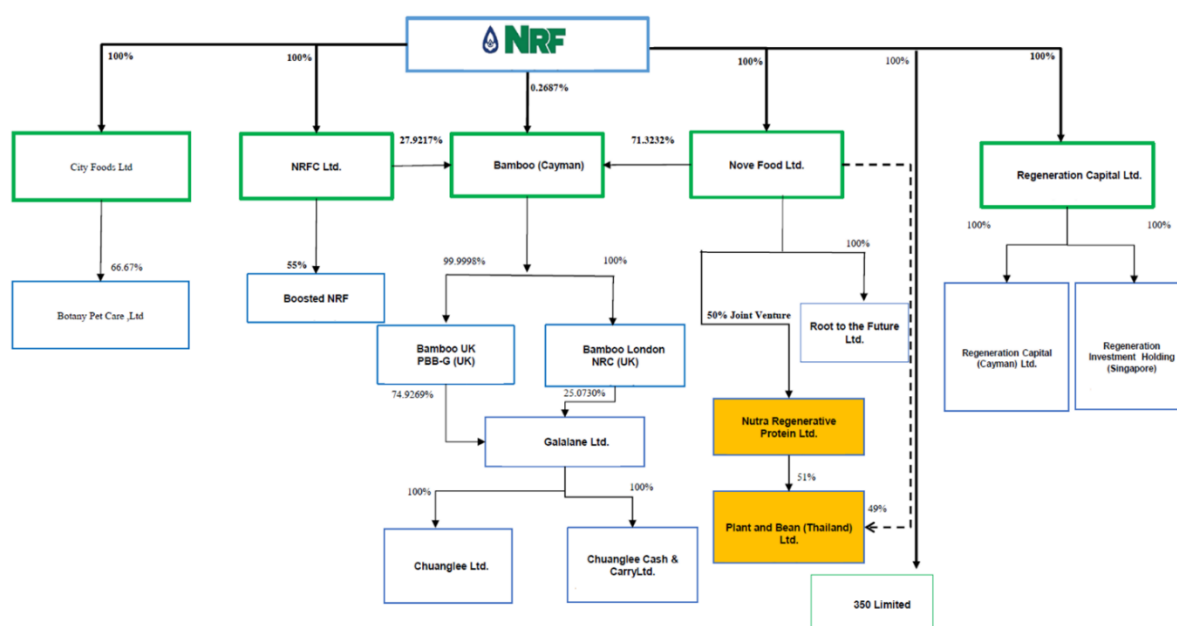 NRF
100%
100%
0.2687%
100%
100%
100%
City Foods Ltd
NRFC Ltd.
27.9217%
Bamboo (Cayman)
71.3232%
Nove Food Ltd.
Regeneration Capital Ltd.
66.67%
55%
99.9998%
100%
100%
100%
100%
Botany Pet Care ,Ltd
Boosted NRF
Bamboo UK
PBB-G (UK)
Bamboo London
NRC (UK)
50% Joint Venture
Root to the Future
Ltd.
Regeneration Capital
(Cayman) Ltd.
Regeneration
Investment Holding
(Singapore)
74.9269%
25.0730%
Galalane Ltd.
Nutra Regenerative
Protein Ltd.
51%
100%
100%
Chuanglee Ltd.
Chuanglee Cash &
CarryLtd.
Plant and Bean (Thailand)
Ltd.
49%
350 Limited